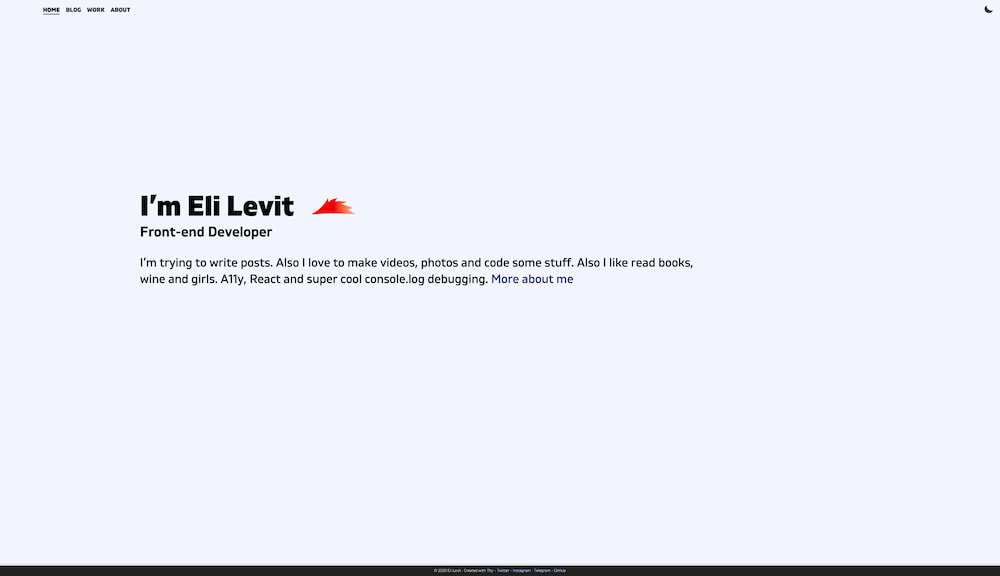 HOME BLOG WORK ABOUT
I'm Eli Levit
Front-end Developer
I'm trying to write posts. Also I love to make videos, photos and code some stuff. Also I like read books,
wine and girls. A11y, React and super cool console.log debugging. More about me
© 2020 Eli Levit · Created with 11ty · Twitter · Instagram · Telegram · GitHub